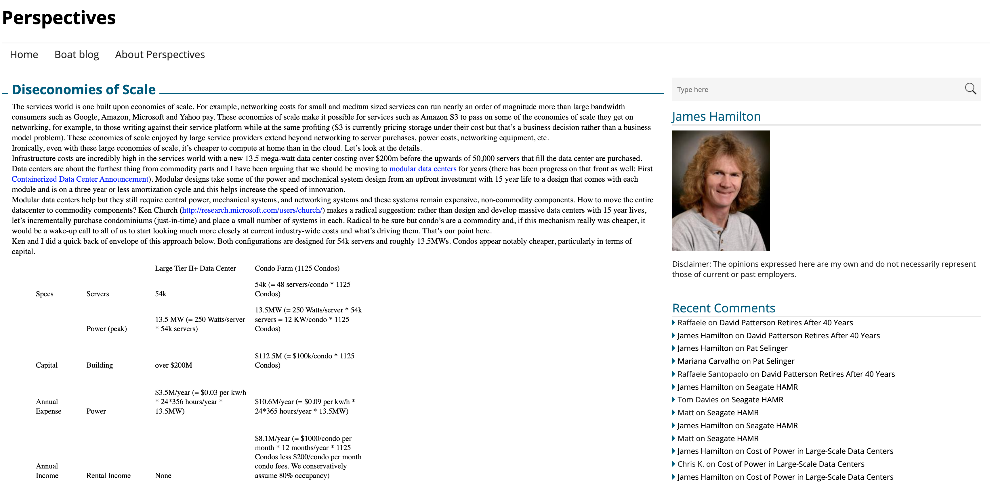 Perspectives
Home Boat blog About Perspectives
Diseconomies of Scale
The services world is one built upon economies of scale. For example, networking costs for small and medium sized services can run nearly an order of magnitude more than large bandwidth
consumers such as Google, Amazon, Microsoft and Yahoo pay. These economies of scale make it possible for services such as Amazon S3 to pass on some of the economies of scale they get on
networking, for example, to those writing against their service platform while at the same profiting (S3 is currently pricing storage under their cost but that’s a business decision rather than a business
model problem). These economies of scale enjoyed by large service providers extend beyond networking to server purchases, power costs, networking equipment, etc.
Ironically, even with these large economies of scale, it’s cheaper to compute at home than in the cloud. Let’s look at the details.
Infrastructure costs are incredibly high in the services world with a new 13.5 mega-watt data center costing over $200m before the upwards of 50,000 servers that fill the data center are purchased.
Data centers are about the furthest thing from commodity parts and I have been arguing that we should be moving to modular data centers for years (there has been progress on that front as well: First
Containerized Data Center Announcement). Modular designs take some of the power and mechanical system design from an upfront investment with 15 year life to a design that comes with each
module and is on a three year or less amortization cycle and this helps increase the speed of innovation.
Modular data centers help but they still require central power, mechanical systems, and networking systems and these systems remain expensive, non-commodity components. How to move the entire
datacenter to commodity components? Ken Church (http://research.microsoft.com/users/church/) makes a radical suggestion: rather than design and develop massive data centers with 15 year lives,
let’s incrementally purchase condominiums (just-in-time) and place a small number of systems in each. Radical to be sure but condo’s are a commodity and, if this mechanism really was cheaper, it
would be a wake-up call to all of us to start looking much more closely at current industry-wide costs and what’s driving them. That’s our point here.
Ken and I did a quick back of envelope of this approach below. Both configurations are designed for 54k servers and roughly 13.5MWs. Condos appear notably cheaper, particularly in terms of
capital.
Large Tier II+ Data Center Condo Farm (1125 Condos)
54k (= 48 servers/condo * 1125
Specs Servers 54k Condos)
13.5MW (= 250 Watts/server * 54k
13.5 MW (= 250 Watts/server servers = 12 KW/condo * 1125
Power (peak) * 54k servers) Condos)
$112.5M (= $100k/condo * 1125
Capital Building over $200M Condos)
$3.5M/year (= $0.03 per kw/h
Annual * 24*356 hours/year * $10.6M/year (= $0.09 per kw/h *
Expense Power 13.5MW) 24*365 hours/year * 13.5MW)
$8.1M/year (= $1000/condo per
month * 12 months/year * 1125
Condos less $200/condo per month
Annual condo fees. We conservatively
Income Rental Income None assume 80% occupancy)
Type here
James Hamilton
Disclaimer: The opinions expressed here are my own and do not necessarily represent
those of current or past employers.
Recent Comments
Raffaele on David Patterson Retires After 40 Years
James Hamilton on David Patterson Retires After 40 Years
James Hamilton on Pat Selinger
Mariana Carvalho on Pat Selinger
Raffaele Santopaolo on David Patterson Retires After 40 Years
James Hamilton on Seagate HAMR
Tom Davies on Seagate HAMR
Matt on Seagate HAMR
James Hamilton on Seagate HAMR
Matt on Seagate HAMR
James Hamilton on Cost of Power in Large-Scale Data Centers
Chris K. on Cost of Power in Large-Scale Data Centers
James Hamilton on Cost of Power in Large-Scale Data Centers